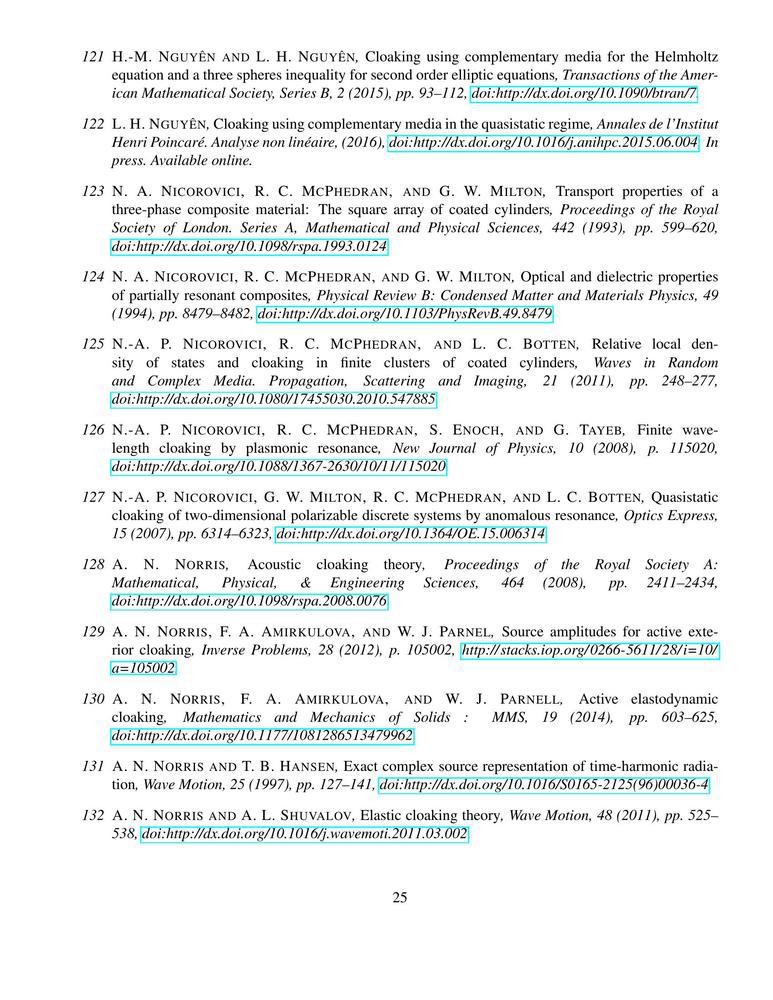 121 H.-M. NGUYÊN AND L. H. NGUYÊN, Cloaking using complementary media for the Helmholtz
equation and a three spheres inequality for second order elliptic equations, Transactions of the Amer-
ican Mathematical Society, Series B, 2 (2015), pp. 93–112, doi:http://dx.doi.org/10.1090/btran/7.
122 L. H. NGUYÊN, Cloaking using complementary media in the quasistatic regime, Annales de l'Institut
Henri Poincaré. Analyse non linéaire, (2016), doi:http://dx.doi.org/10.1016/j.anihpc.2015.06.004. In
press. Available online.
123 N. A. NICOROVICI, R. C. MCPHEDRAN, AND G. W. MILTON, Transport properties of a
three-phase composite material: The square array of coated cylinders, Proceedings of the Royal
Society of London. Series A, Mathematical and Physical Sciences, 442 (1993), pp. 599–620,
doi:http://dx.doi.org/10.1098/rspa.1993.0124.
124 N. A. NICOROVICI, R. C. MCPHEDRAN, AND G. W. MILTON, Optical and dielectric properties
of partially resonant composites, Physical Review B: Condensed Matter and Materials Physics, 49
(1994), pp. 8479–8482, doi:http://dx.doi.org/10.1103/PhysRevB.49.8479.
125 N.-A. P. NICOROVICI, R. C. MCPHEDRAN, AND L. C. BOTTEN, Relative local den-
sity of states and cloaking in finite clusters of coated cylinders, Waves in Random
and Complex Media. Propagation, Scattering and Imaging, 21 (2011), pp. 248–277,
doi:http://dx.doi.org/10.1080/17455030.2010.547885.
126 N.-A. P. NICOROVICI, R. C. MCPHEDRAN, S. ENOCH, AND G. TAYEB, Finite wave-
length cloaking by plasmonic resonance, New Journal of Physics, 10 (2008), p. 115020,
doi:http://dx.doi.org/10.1088/1367-2630/10/11/115020.
127 N.-A. P. NICOROVICI, G. W. MILTON, R. C. MCPHEDRAN, AND L. C. BOTTEN, Quasistatic
cloaking of two-dimensional polarizable discrete systems by anomalous resonance, Optics Express,
15 (2007), pp. 6314–6323, doi:http://dx.doi.org/10.1364/OE.15.006314.
128 A. N. NORRIS, Acoustic cloaking theory, Proceedings of the Royal Society A:
Mathematical, Physical, & Engineering Sciences, 464 (2008), pp. 2411–2434,
doi:http://dx.doi.org/10.1098/rspa.2008.0076.
129 A. N. NORRIS, F. A. AMIRKULOVA, AND W. J. PARNEL, Source amplitudes for active exte-
rior cloaking, Inverse Problems, 28 (2012), p. 105002, http://stacks.iop.org/0266-5611/28/i=10/
a=105002.
130 A. N. NORRIS, F. A. AMIRKULOVA, AND W. J. PARNELL, Active elastodynamic
cloaking, Mathematics and Mechanics of Solids : MMS, 19 (2014), pp. 603–625,
doi:http://dx.doi.org/10.1177/1081286513479962.
131 A. N. NORRIS AND T. B. HANSEN, Exact complex source representation of time-harmonic radia-
tion, Wave Motion, 25 (1997), pp. 127–141, doi:http://dx.doi.org/10.1016/S0165-2125(96)00036-4.
132 A. N. NORRIS AND A. L. SHUVALOV, Elastic cloaking theory, Wave Motion, 48 (2011), pp. 525–
538, doi:http://dx.doi.org/10.1016/j.wavemoti.2011.03.002.
25